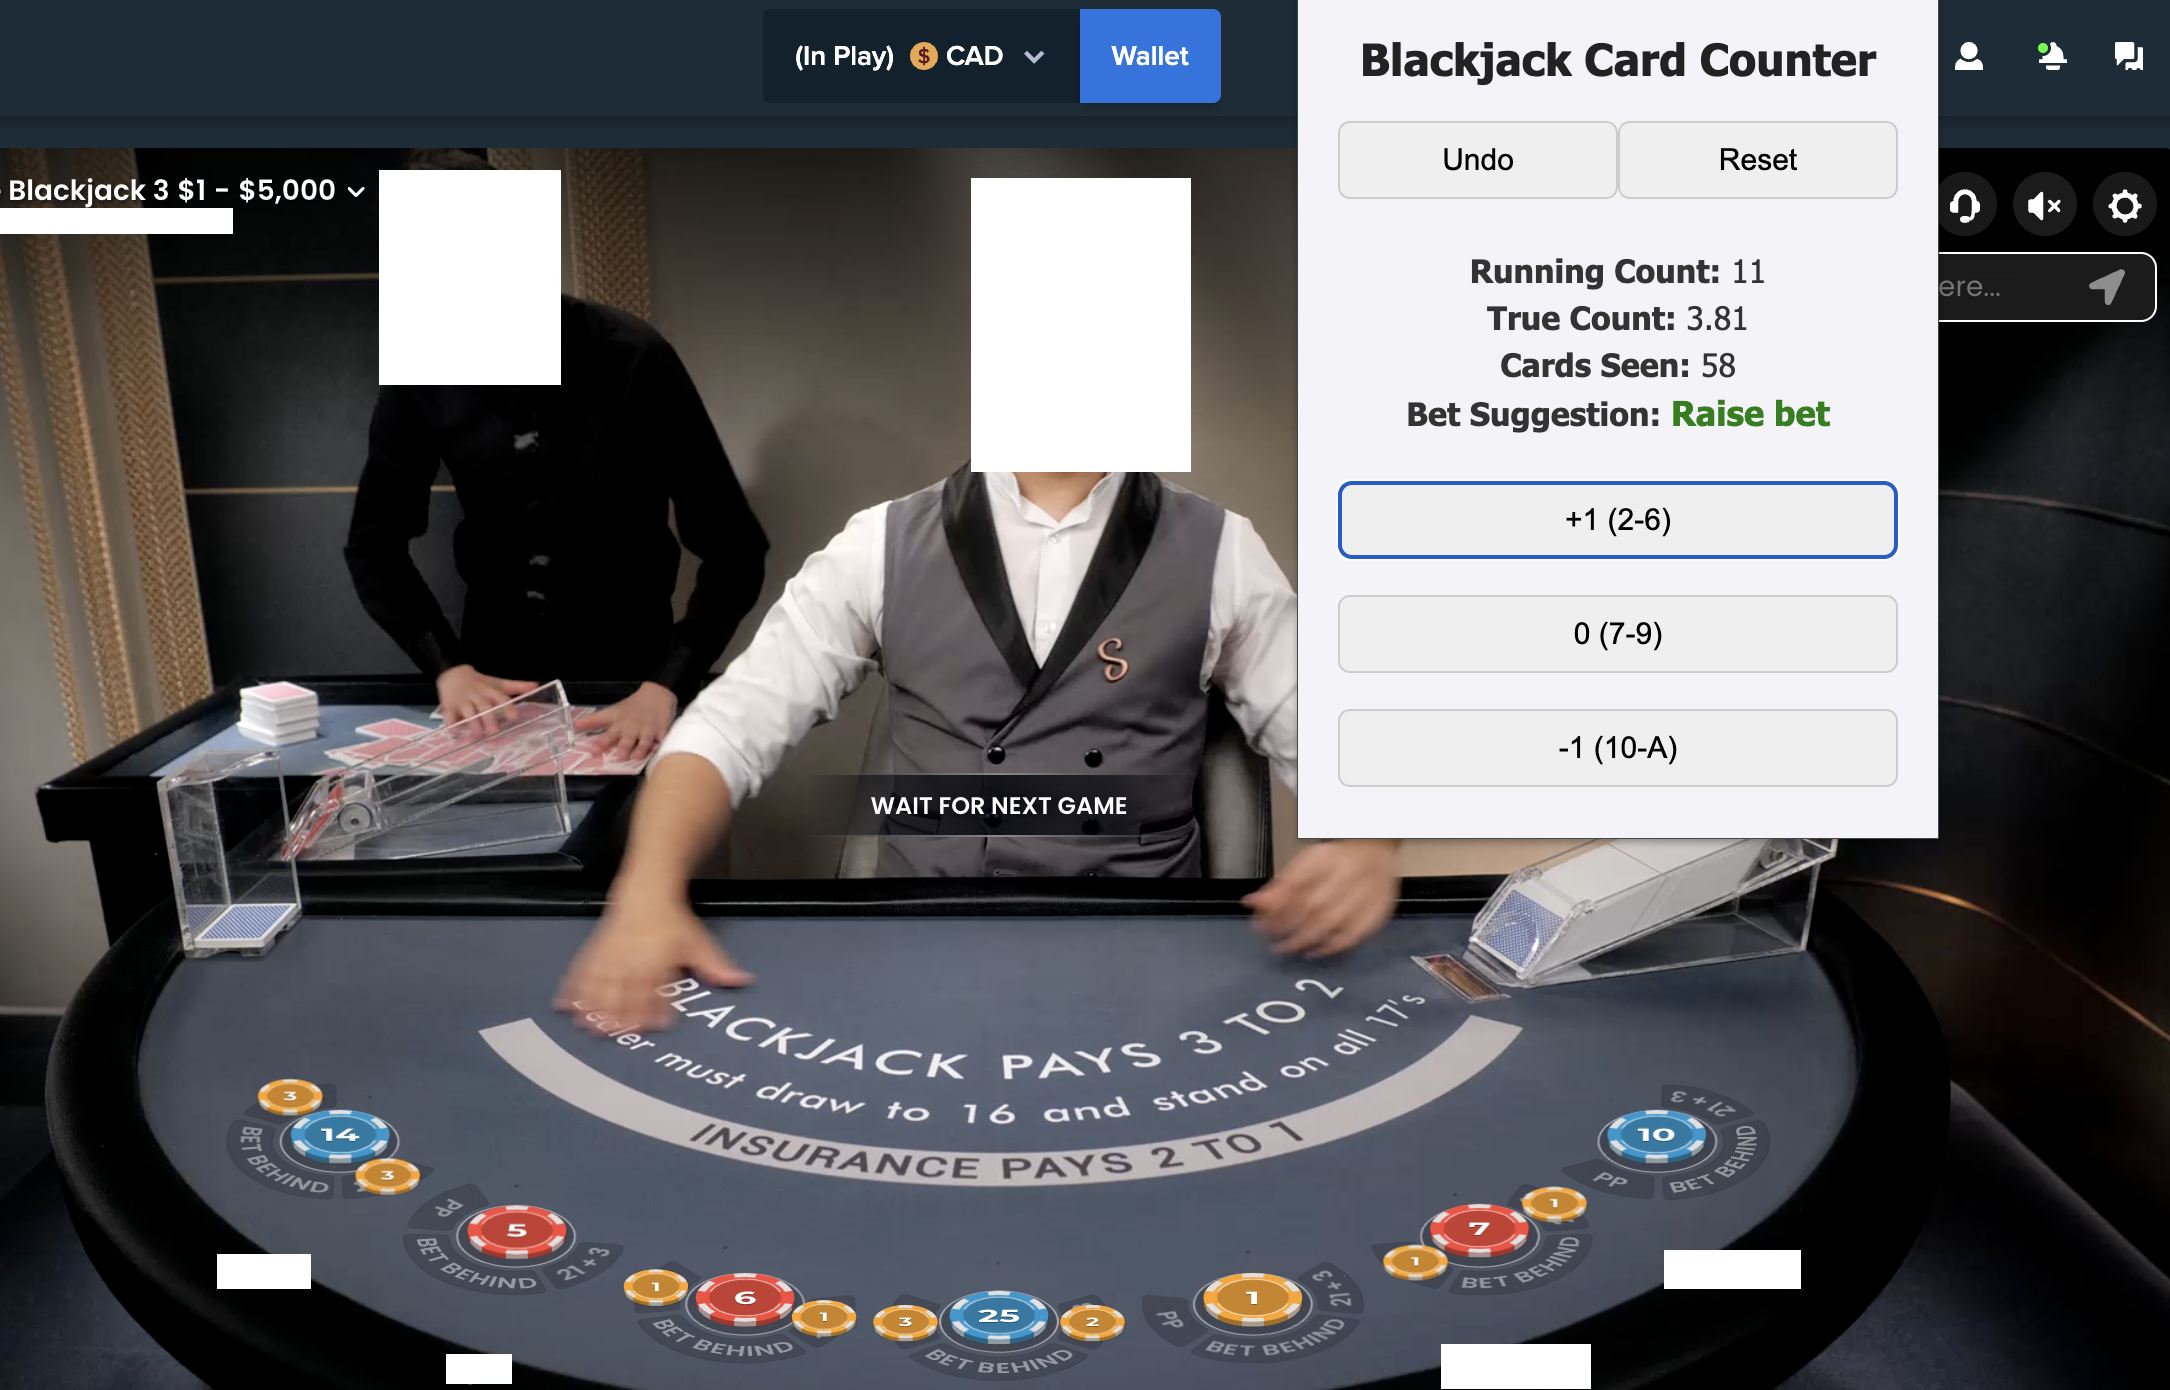 (In Play) $ CAD
Wallet
Blackjack Card Counter
Undo
Reset
Blackjack 3 $1 - $5,000
Running Count: 11
True Count: 3.81
Cards Seen: 58
Bet Suggestion: Raise bet
ere...
+1 (2-6)
0 (7-9)
-1 (10-A)
S
WAIT FOR NEXT GAME
BLACKJACK PAYS 3 TO 2
Dealer must draw to 16 and stand on all 17's
INSURANCE PAYS 2 TO 1
3
14
3
BET BEHIND
PP
5
21+3
BET BEHIND
1
6
1
BET BEHIND
3
25
2
BET BEHIND
PP
1
21+3
BET BEHIND
1
7
1
BET BEHIND
21+3
10
PP
BET BEHIND